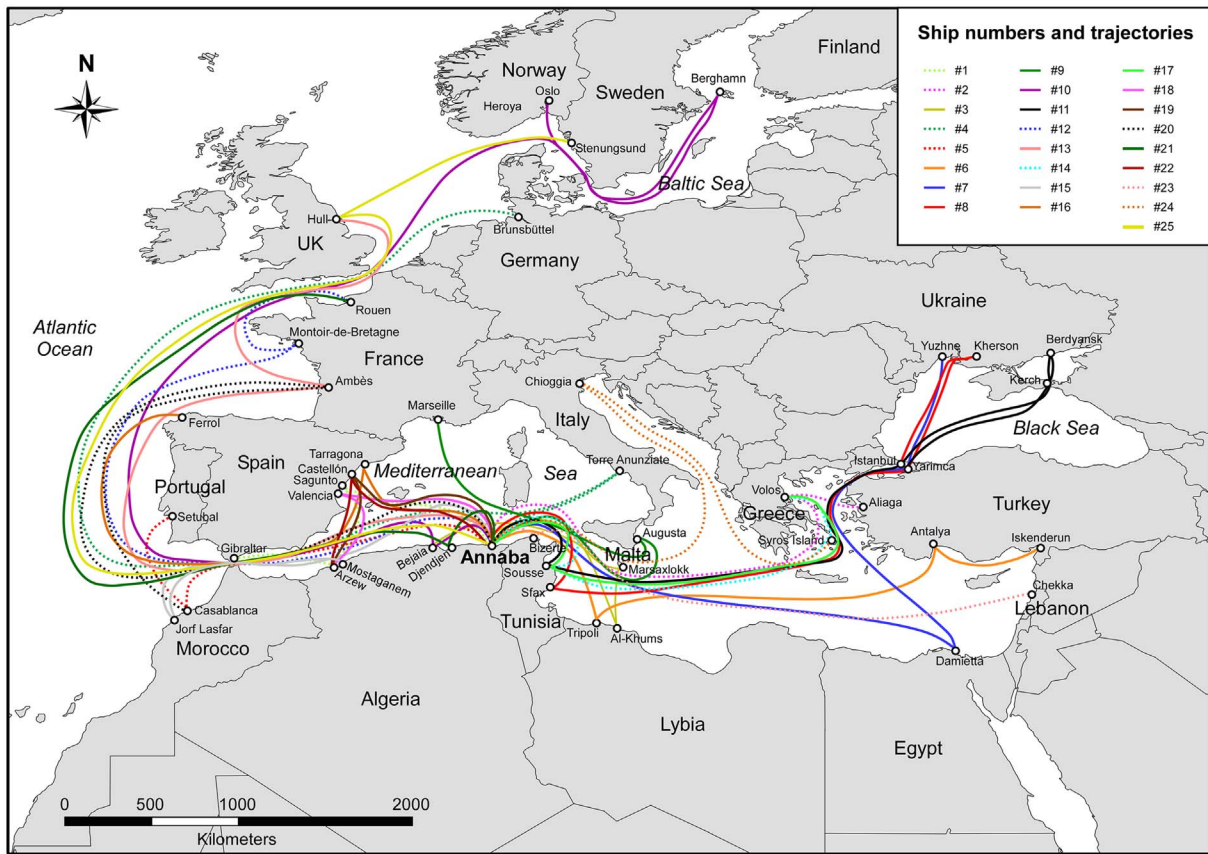 Ship numbers and trajectories
#1 #9 #17
#2 #10 #18
#3 #11 #19
#4 #12 #20
#5 #13 #21
#6 #14 #22
#7 #15 #23
#8 #16 #24
#25
N
Finland
Norway
Oslo
Heroya
Sweden
Berghamn
Stenungsund
Baltic Sea
Hull
UK
Brunsbüttel
Germany
Atlantic
Ocean
Rouen
Montoir-de-Bretagne
France
Ambès
Ukraine
Yuzhne
Kherson
Berdyansk
Kerch
Chioggia
Italy
Marseille
Ferrol
Black Sea
Spain
Tarragona
Castellón
Sagunto
Valencia
Mediterranean
Sea
Torre Anunziate
Istanbul
Yarimca
Portugal
Setubal
Volos
Greece
Aliaga
Turkey
Syros Island
Gibraltar
Annaba
Bejaia
Djendjen
Mostaganem
Arzew
Bizerte
Augusta
Malta
Marsaxlokk
Sousse
Sfax
Antalya
Iskenderun
Chekka
Lebanon
Casablanca
Jorf Lasfar
Morocco
Tunisia
Tripoli
Al-Khums
Damietta
Algeria
Lybia
Egypt
0 500 1000 2000
Kilometers